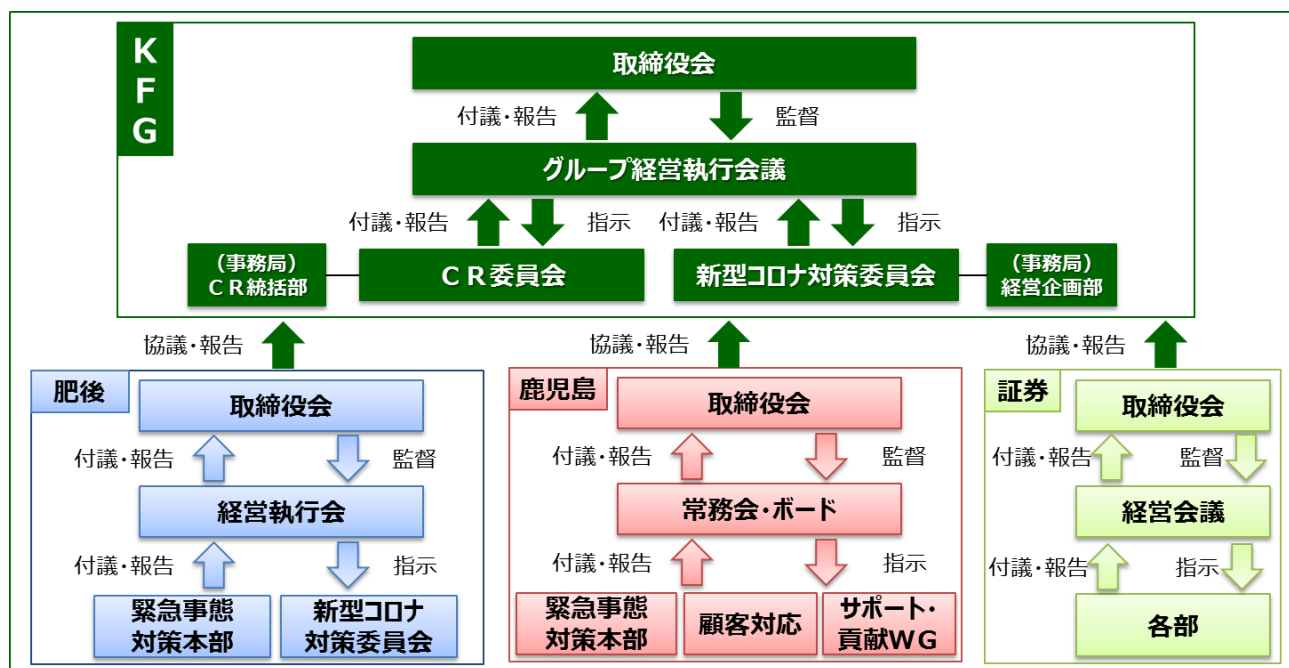 KFG
取締役会
付議・報告
監督
グループ経営執行会議
付議・報告
指示
付議・報告
指示
(事務局)
CR統括部
CR委員会
新型コロナ対策委員会
(事務局)
経営企画部
協議・報告
協議・報告
協議・報告
肥後
取締役会
付議・報告
監督
経営執行会
付議・報告
指示
緊急事態
対策本部
新型コロナ
対策委員会
鹿児島
取締役会
付議・報告
監督
常務会・ボード
付議・報告
指示
緊急事態
対策本部
顧客対応
サポート・
貢献WG
証券
取締役会
付議・報告
監督
経営会議
付議・報告
指示
各部